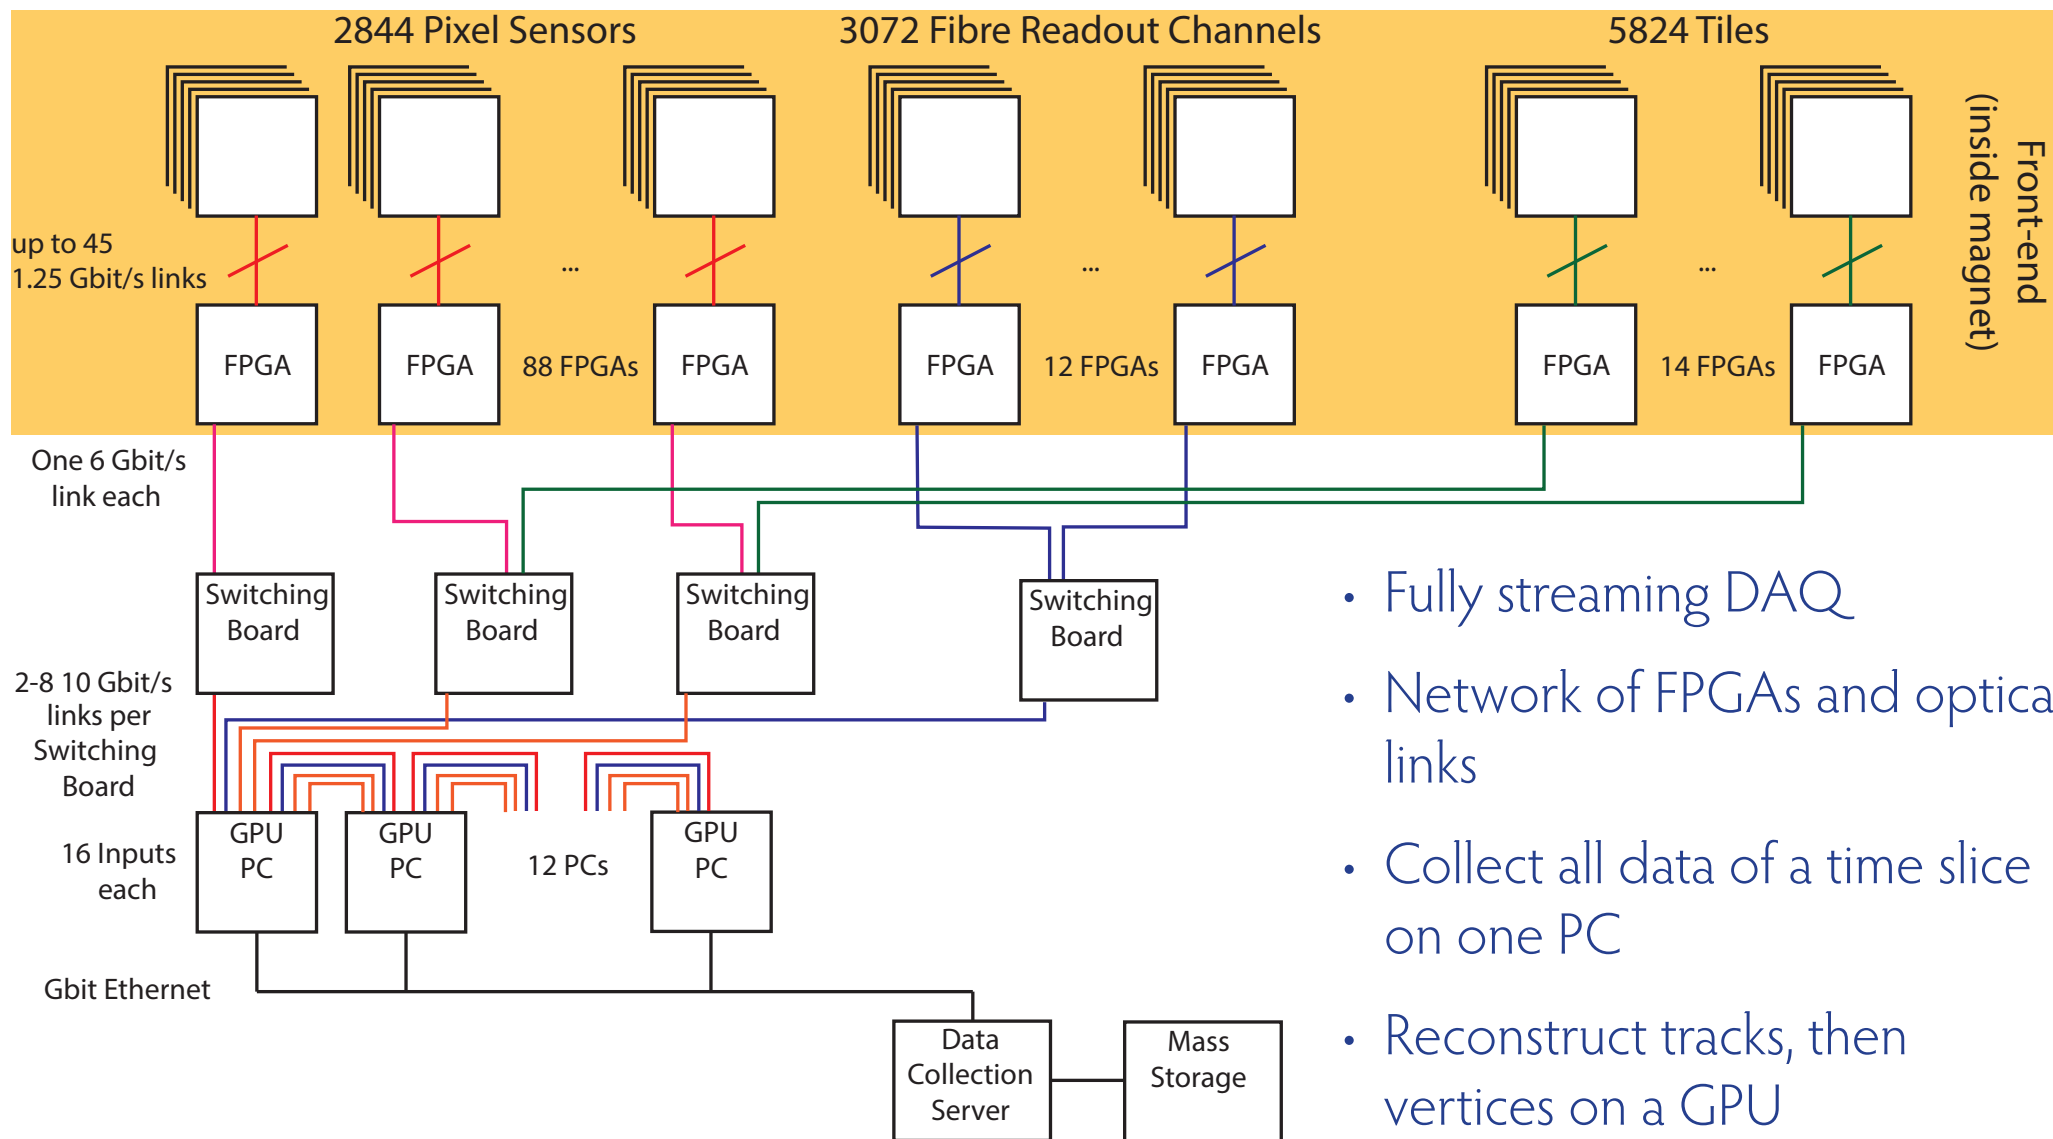 2844 Pixel Sensors
3072 Fibre Readout Channels
5824 Tiles
Front-end
(inside magnet)
up to 45
1.25 Gbit/s links
...
...
...
FPGA
FPGA
88 FPGAs
FPGA
FPGA
12 FPGAs
FPGA
FPGA
14 FPGAs
FPGA
One 6 Gbit/s
link each
Switching
Board
Switching
Board
Switching
Board
Switching
Board
2-8 10 Gbit/s
links per
Switching
Board
16 Inputs
each
GPU
PC
GPU
PC
12 PCs
GPU
PC
Gbit Ethernet
Data
Collection
Server
Mass
Storage
• Fully streaming DAQ
• Network of FPGAs and optica
links
• Collect all data of a time slice
on one PC
• Reconstruct tracks, then
vertices on a GPU